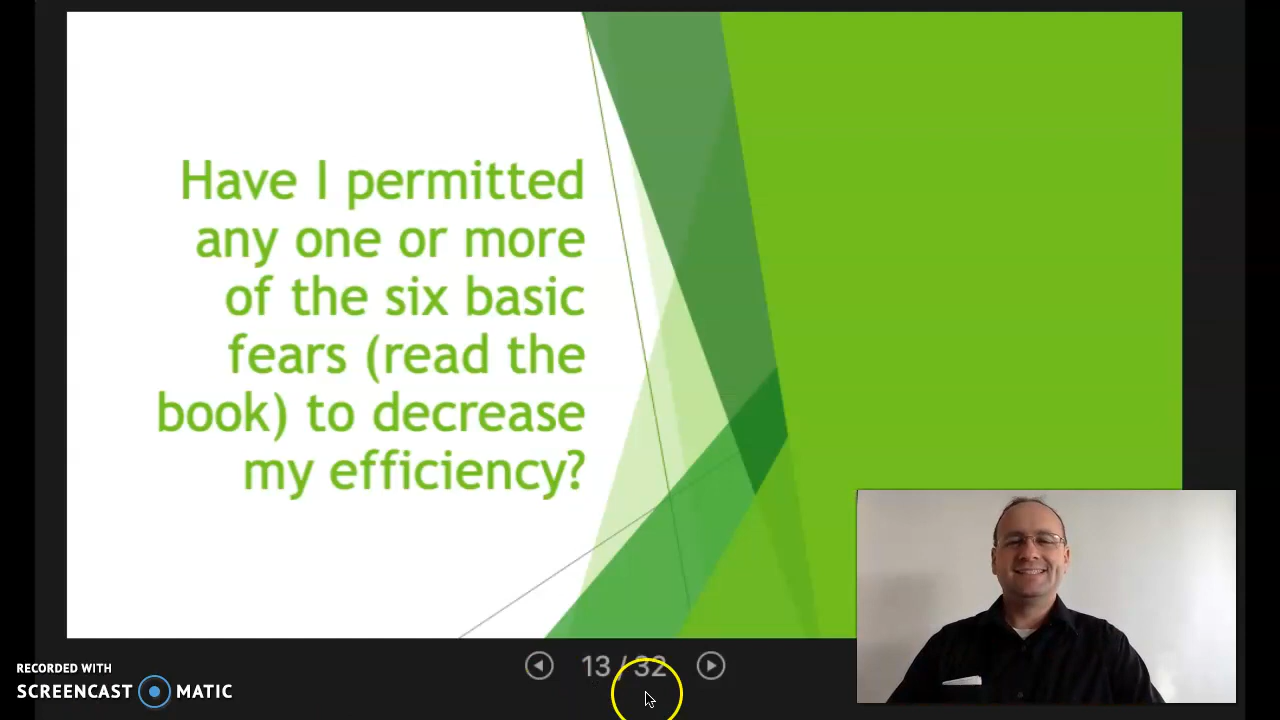 Have I permitted
any one or more
of the six basic
fears (read the
book) to decrease
my efficiency?
13 / 32
RECORDED WITH
SCREENCAST MATIC